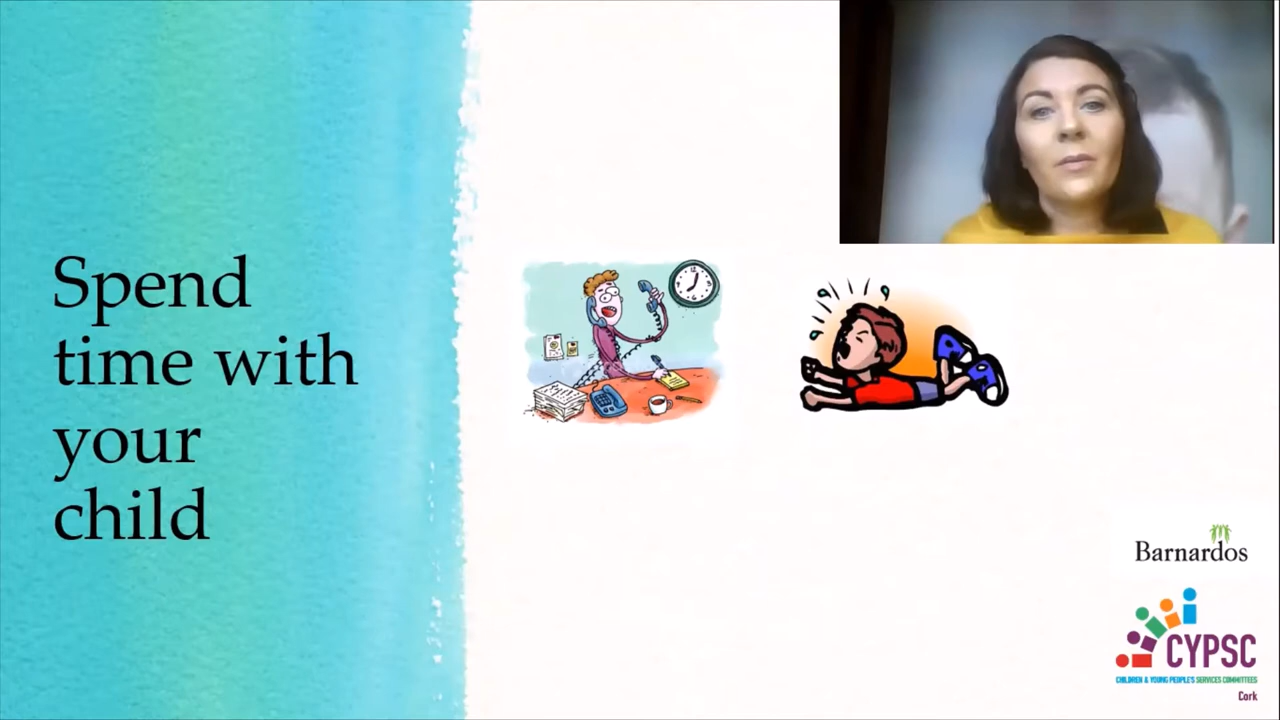 Spend
time with
your
child
Barnardos
CYPSC
CHILDREN & YOUNG PEOPLE'S SERVICES COMMITTEES
Cork